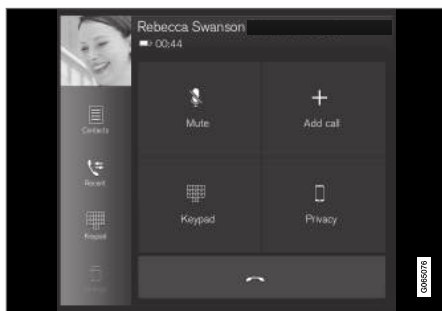 Rebecca Swanson
00:44
Contacts
Recent
Keypad
Mute
Add call
Keypad
Privacy
G065076